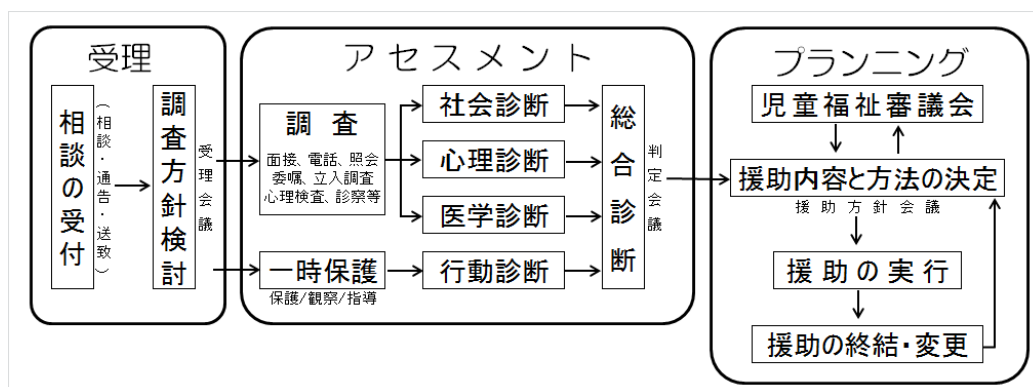 受理
相談の受付
(相談・通告・送致)
調査方針検討
受理会議
アセスメント
調査
面接、電話、照会
委嘱、立入調査
心理検査、診察等
一時保護
保護/観察/指導
社会診断
心理診断
医学診断
行動診断
総合診断
判定会議
プランニング
児童福祉審議会
援助内容と方法の決定
援助方針会議
援助の実行
援助の終結・変更